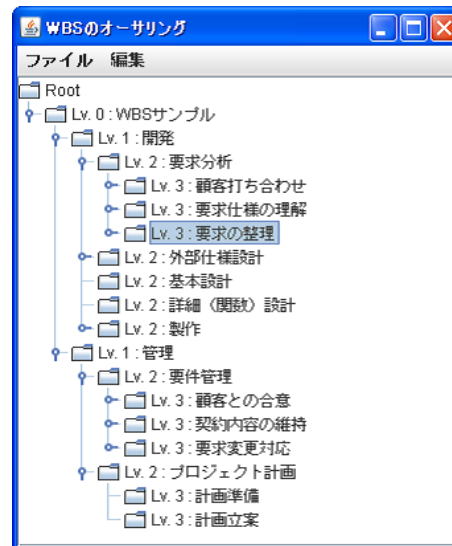 WBSのオーサリング
ファイル 編集
Root
Lv. 0 : WBSサンプル
Lv. 1 : 開発
Lv. 2 : 要求分析
Lv. 3 : 顧客打ち合わせ
Lv. 3 : 要求仕様の理解
Lv. 3 : 要求の整理
Lv. 2 : 外部仕様設計
Lv. 2 : 基本設計
Lv. 2 : 詳細（関数）設計
Lv. 2 : 製作
Lv. 1 : 管理
Lv. 2 : 要件管理
Lv. 3 : 顧客との合意
Lv. 3 : 契約内容の維持
Lv. 3 : 要求変更対応
Lv. 2 : プロジェクト計画
Lv. 3 : 計画準備
Lv. 3 : 計画立案